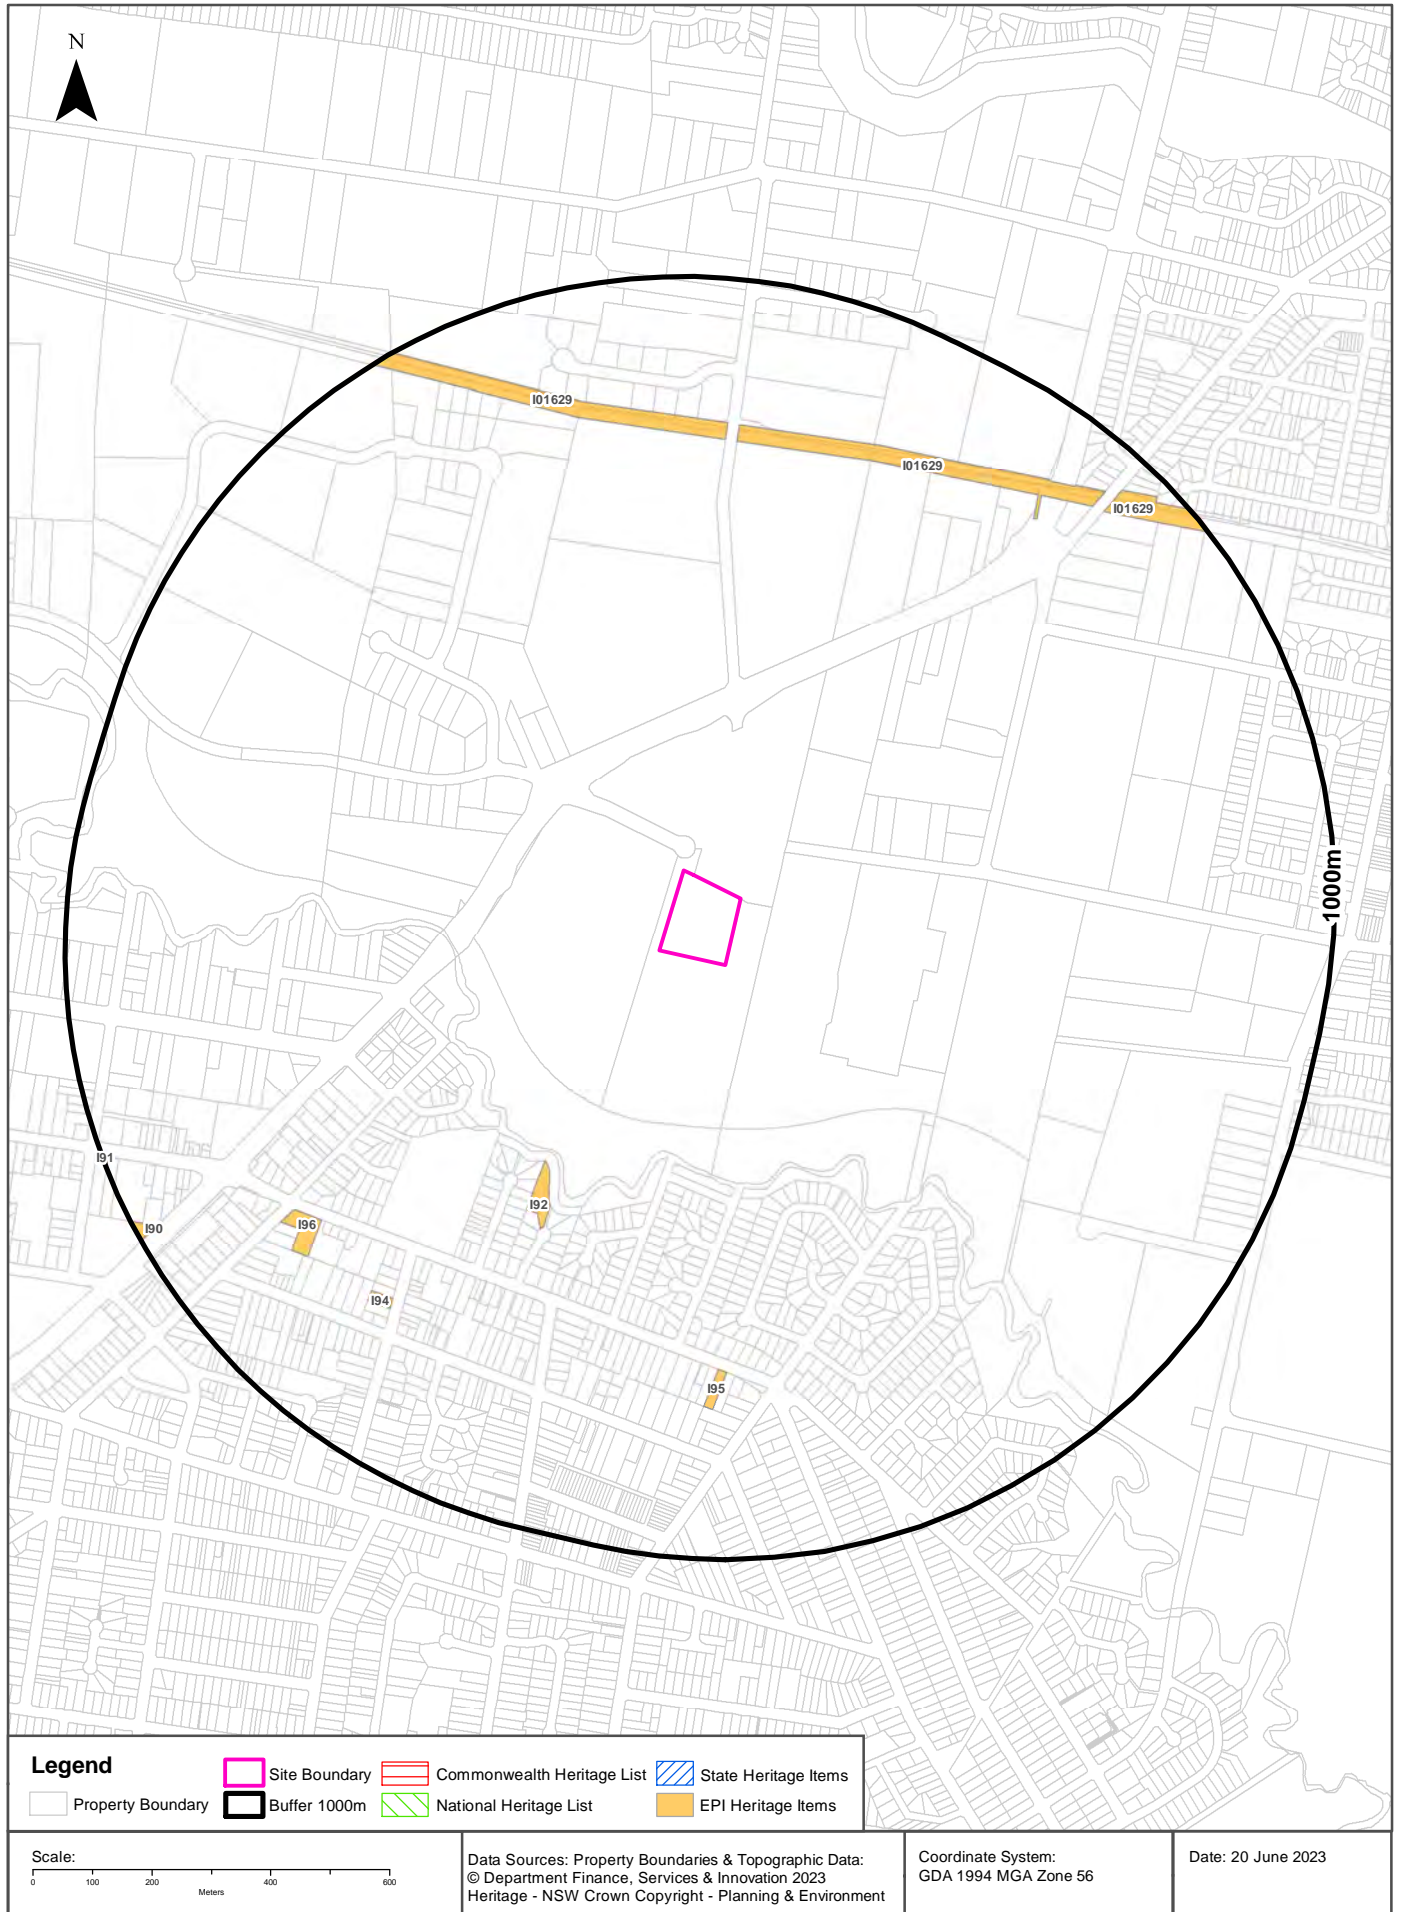 N
I01629
I01629
I01629
1000m
I91
I92
I90
I96
I94
I95
Legend
Site Boundary
Commonwealth Heritage List
State Heritage Items
Property Boundary
Buffer 1000m
National Heritage List
EPI Heritage Items
Scale:
0 100 200 400 600
Meters
Data Sources: Property Boundaries & Topographic Data:
© Department Finance, Services & Innovation 2023
Heritage - NSW Crown Copyright - Planning & Environment
Coordinate System:
GDA 1994 MGA Zone 56
Date: 20 June 2023